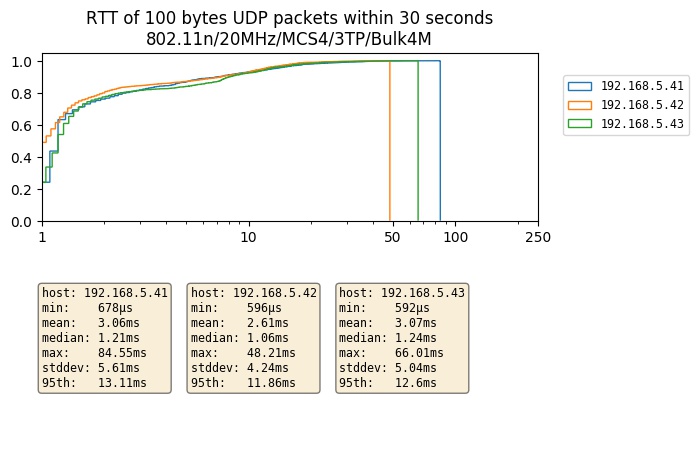 RTT of 100 bytes UDP packets within 30 seconds
802.11n/20MHz/MCS4/3TP/Bulk4M
1.0
0.8
0.6
0.4
0.2
0.0
1 10 50 100 250
192.168.5.41
192.168.5.42
192.168.5.43
host: 192.168.5.41
min: 678µs
mean: 3.06ms
median: 1.21ms
max: 84.55ms
stddev: 5.61ms
95th: 13.11ms
host: 192.168.5.42
min: 596µs
mean: 2.61ms
median: 1.06ms
max: 48.21ms
stddev: 4.24ms
95th: 11.86ms
host: 192.168.5.43
min: 592µs
mean: 3.07ms
median: 1.24ms
max: 66.01ms
stddev: 5.04ms
95th: 12.6ms